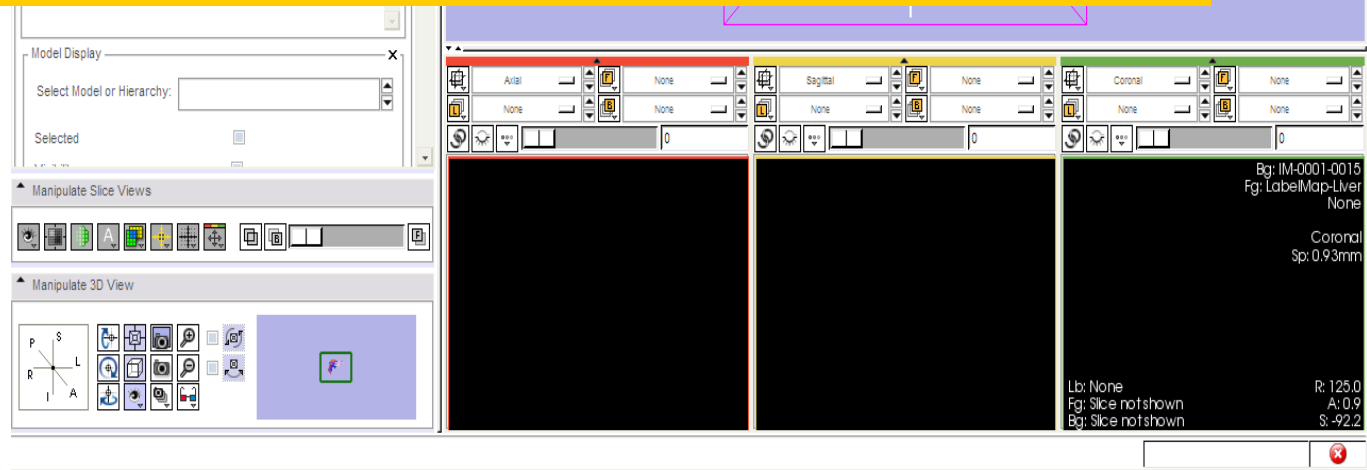 Model Display
X
Select Model or Hierarchy:
Selected
Manipulate Slice Views
A
B
F
Manipulate 3D View
P S
R L
I A
Axial
F
None
L
None
B
None
0
Sagittal
F
None
L
None
B
None
0
Coronal
F
None
L
None
B
None
0
Bg: IM-0001-0015
Fg: LabelMap-Liver
None
Coronal
Sp: 0.93mm
Lb: None
R: 125.0
Fg: Slice not shown
A: 0.9
Bg: Slice not shown
S: -92.2